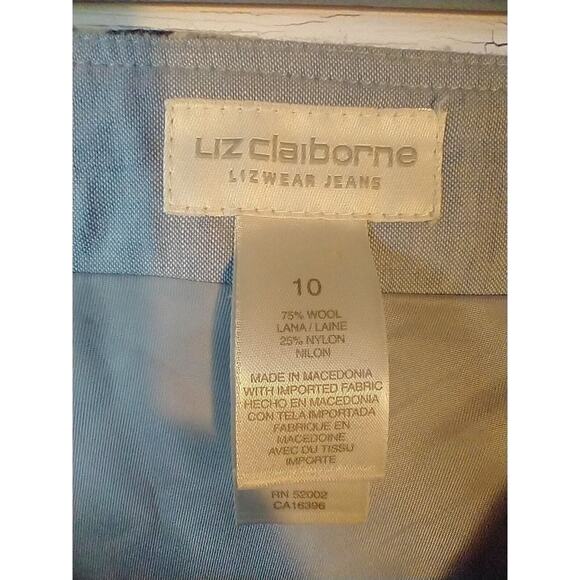 Liz claiborne
LIZWEAR JEANS
10
75% WOOL
LANA / LAINE
25% NYLON
NILON
MADE IN MACEDONIA
WITH IMPORTED FABRIC
HECHO EN MACEDONIA
CON TELA IMPORTADA
FABRIQUE EN
MACEDOINE
AVEC DU TISSU
IMPORTE
RN 52002
CA16396